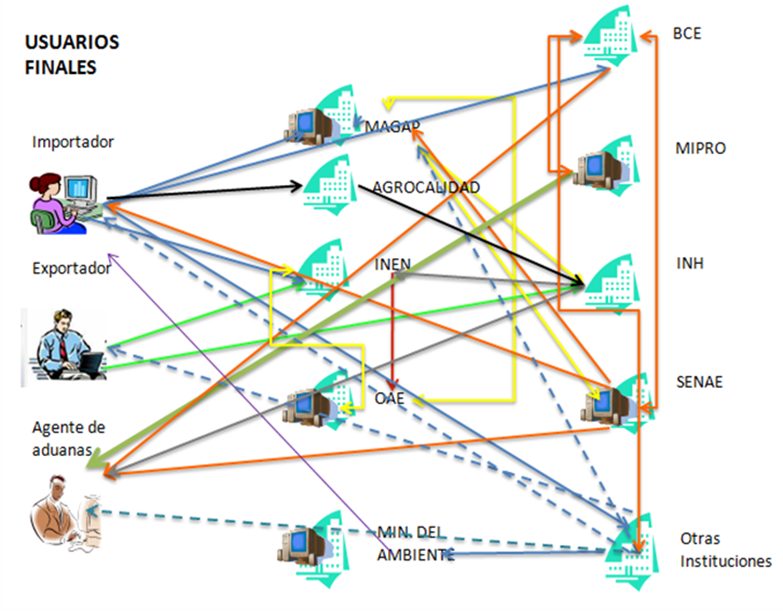 USUARIOS
FINALES
BCE
Importador
MAGAP
MIPRO
AGROCALIDAD
Exportador
INEN
INH
SENAE
OAE
Agente de
aduanas
MIN. DEL
AMBIENTE
Otras
Instituciones